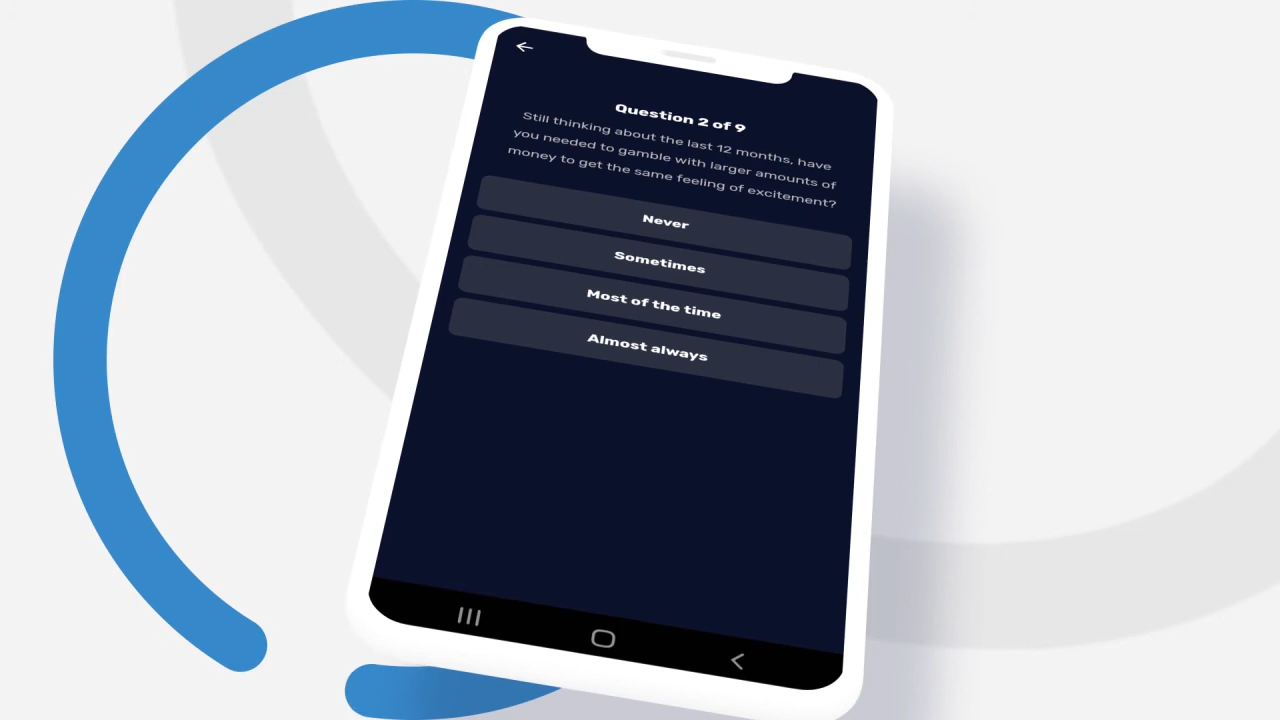 Question 2 of 9
Still thinking about the last 12 months, have
you needed to gamble with larger amounts of
money to get the same feeling of excitement?
Never
Sometimes
Most of the time
Almost always